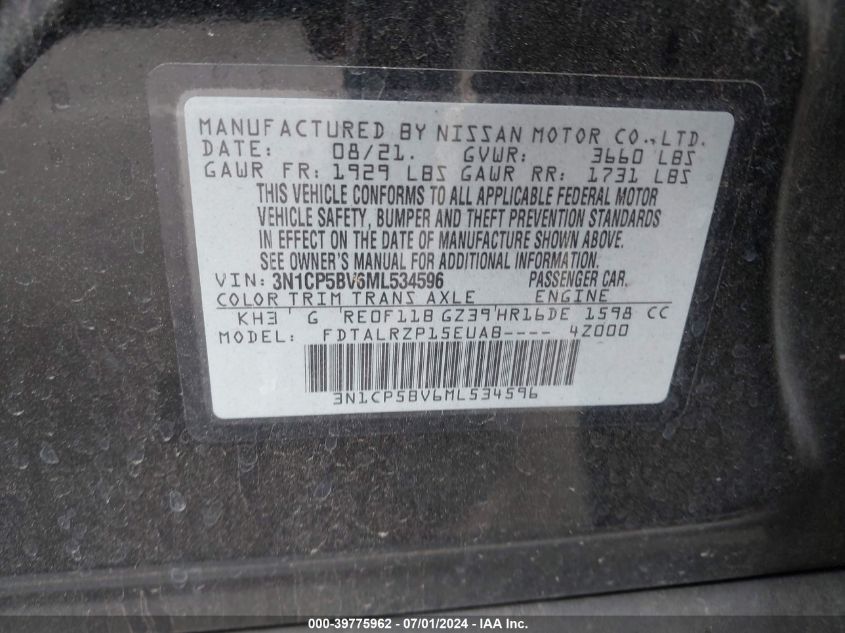 MANUFACTURED BY NISSAN MOTOR CO., LTD.
DATE: 08/21. GVWR: 3660 LBS
GAWR FR: 1929 LBS GAWR RR: 1731 LBS
THIS VEHICLE CONFORMS TO ALL APPLICABLE FEDERAL MOTOR
VEHICLE SAFETY, BUMPER AND THEFT PREVENTION STANDARDS
IN EFFECT ON THE DATE OF MANUFACTURE SHOWN ABOVE.
SEE OWNER'S MANUAL FOR ADDITIONAL INFORMATION.
VIN: 3N1CP5BV6ML534596 PASSENGER CAR.
COLOR TRIM TRANS AXLE ENGINE
KH3 ' G ' RE0F11B GZ39 'HR16DE 1598 CC
MODEL: FDTALRZP15EUAB---- 4Z000
3N1CP5BV6ML534596
000-39775962 - 07/01/2024 - IAA Inc.